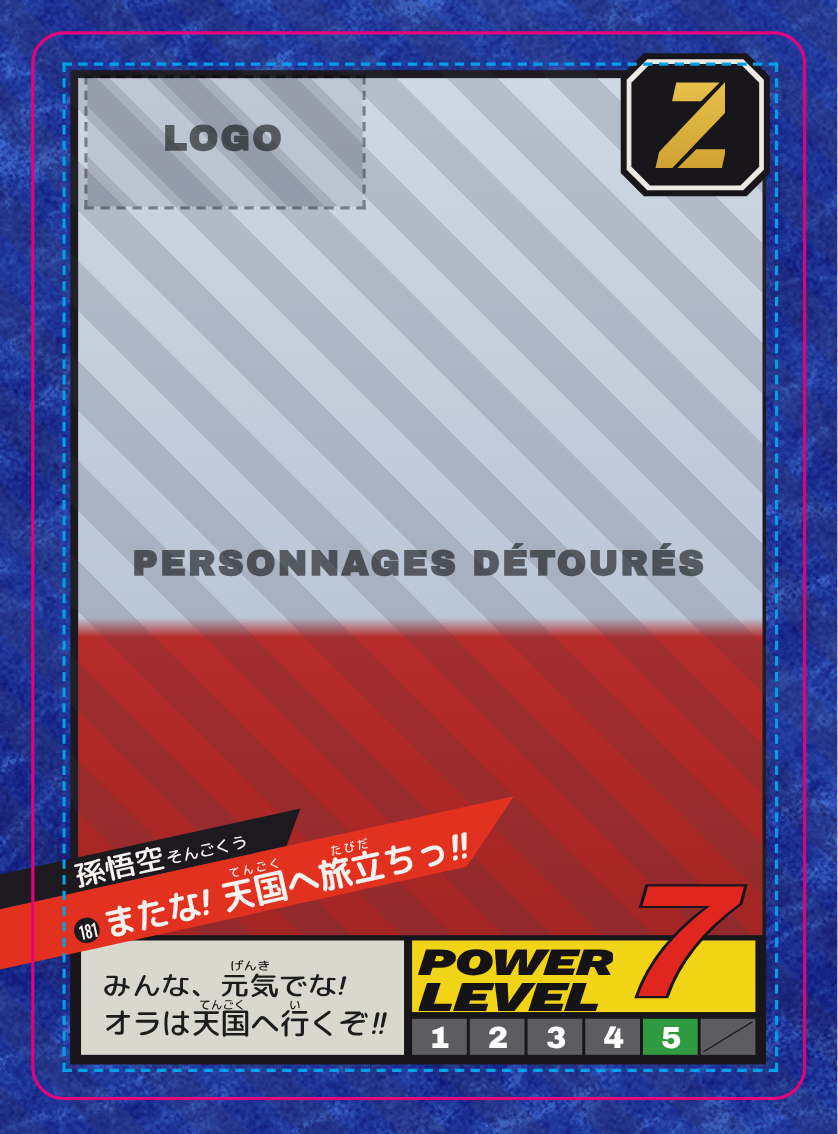 LOGO
Z
PERSONNAGES DÉTOURÉS
孫悟空 そんごくう
てんごく たびだ
181 またな! 天国へ旅立ちっ!!
げんき
みんな、元気でな!
てんごく い
オラは天国へ行くぞ!!
POWER
LEVEL
7
1 2 3 4 5